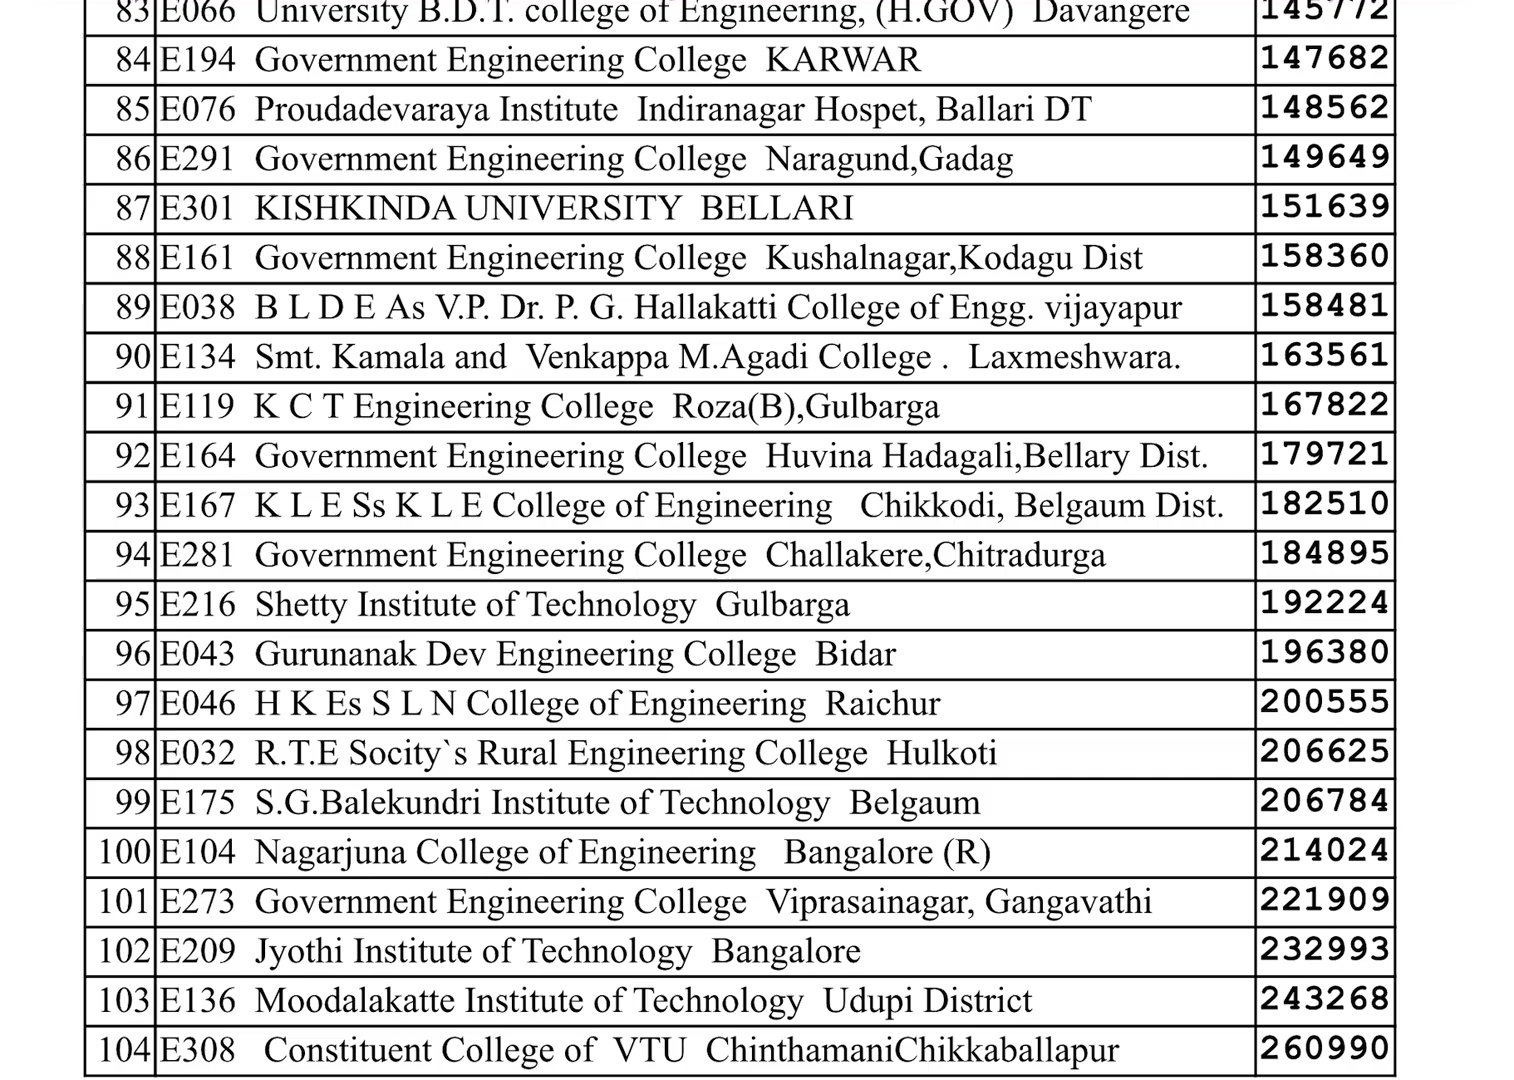 83 E066 University B.D.T. college of Engineering, (H.GOV) Davangere 145772
84 E194 Government Engineering College KARWAR 147682
85 E076 Proudadevaraya Institute Indiranagar Hospet, Ballari DT 148562
86 E291 Government Engineering College Naragund,Gadag 149649
87 E301 KISHKINDA UNIVERSITY BELLARI 151639
88 E161 Government Engineering College Kushalnagar,Kodagu Dist 158360
89 E038 B L D E As V.P. Dr. P. G. Hallakatti College of Engg. vijayapur 158481
90 E134 Smt. Kamala and Venkappa M.Agadi College . Laxmeshwara. 163561
91 E119 K C T Engineering College Roza(B),Gulbarga 167822
92 E164 Government Engineering College Huvina Hadagali,Bellary Dist. 179721
93 E167 K L E Ss K L E College of Engineering Chikkodi, Belgaum Dist. 182510
94 E281 Government Engineering College Challakere,Chitradurga 184895
95 E216 Shetty Institute of Technology Gulbarga 192224
96 E043 Gurunanak Dev Engineering College Bidar 196380
97 E046 H K Es S L N College of Engineering Raichur 200555
98 E032 R.T.E Socity`s Rural Engineering College Hulkoti 206625
99 E175 S.G.Balekundri Institute of Technology Belgaum 206784
100 E104 Nagarjuna College of Engineering Bangalore (R) 214024
101 E273 Government Engineering College Viprasainagar, Gangavathi 221909
102 E209 Jyothi Institute of Technology Bangalore 232993
103 E136 Moodalakatte Institute of Technology Udupi District 243268
104 E308 Constituent College of VTU ChinthamaniChikkaballapur 260990